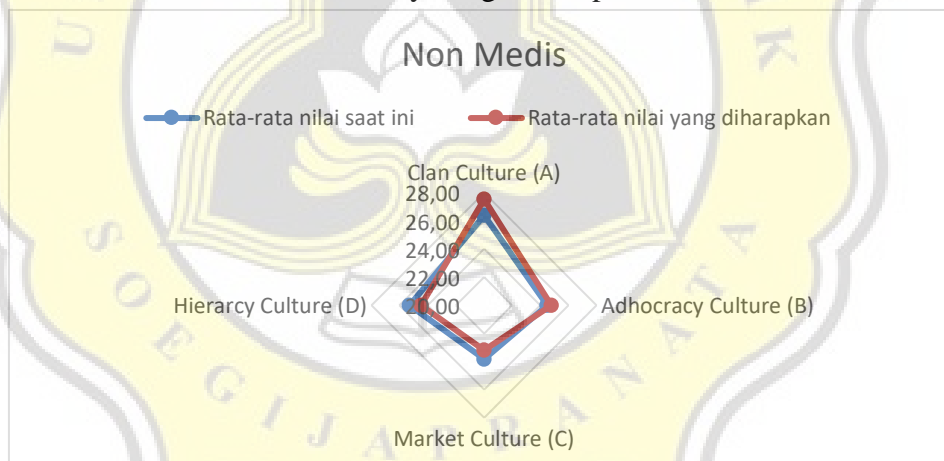 Non Medis
Rata-rata nilai saat ini
Rata-rata nilai yang diharapkan
Clan Culture (A)
28,00
26,00
24,00
22,00
20,00
Hierarcy Culture (D)
Adhocracy Culture (B)
Market Culture (C)
SOEGIJAPRANATA